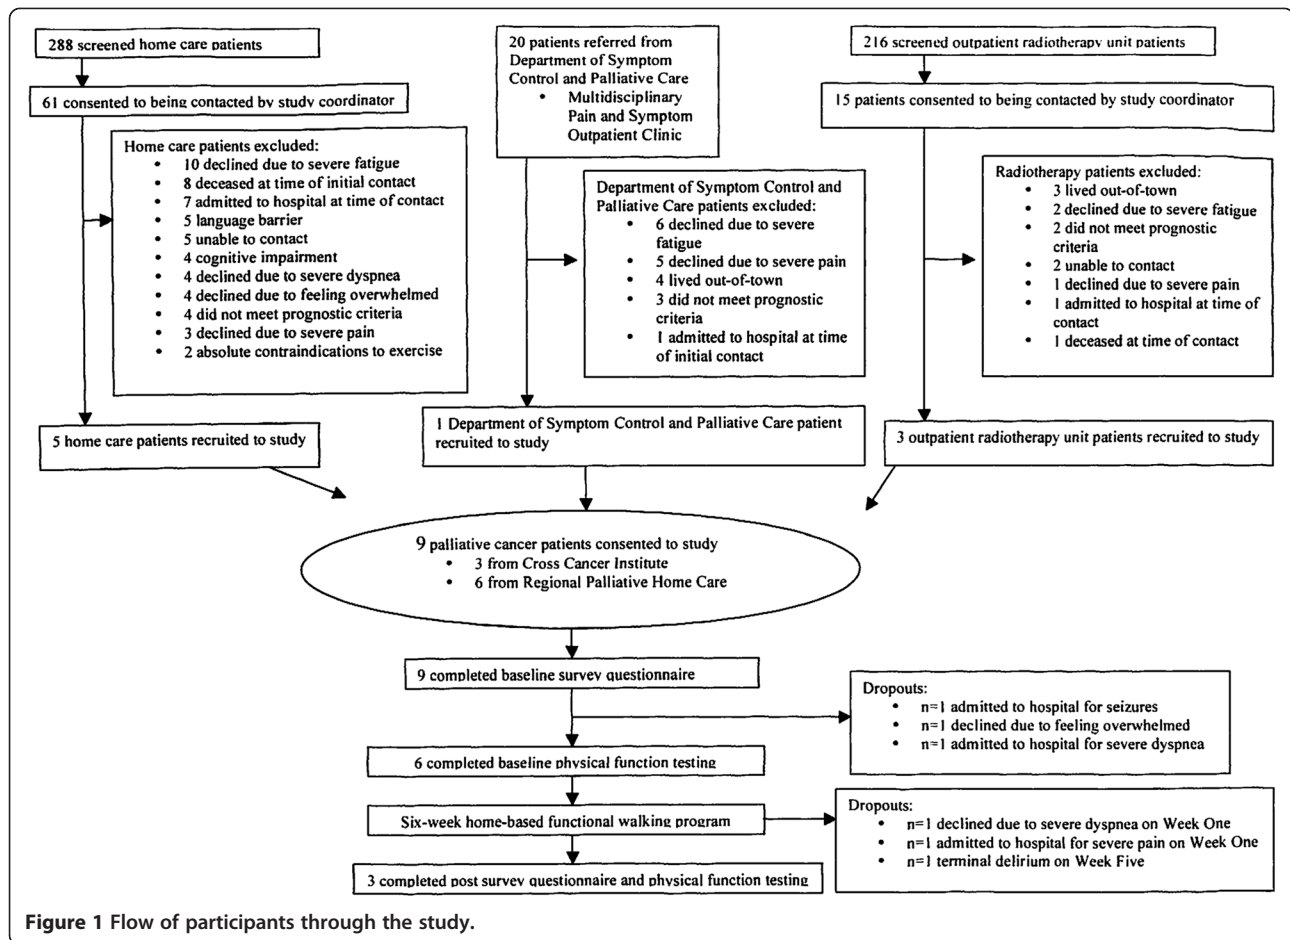 288 screened home care patients
61 consented to being contacted by study coordinator
Home care patients excluded:
• 10 declined due to severe fatigue
• 8 deceased at time of initial contact
• 7 admitted to hospital at time of contact
• 5 language barrier
• 5 unable to contact
• 4 cognitive impairment
• 4 declined due to severe dyspnea
• 4 declined due to feeling overwhelmed
• 4 did not meet prognostic criteria
• 3 declined due to severe pain
• 2 absolute contraindications to exercise
5 home care patients recruited to study
20 patients referred from
Department of Symptom
Control and Palliative Care
• Multidisciplinary
Pain and Symptom
Outpatient Clinic
Department of Symptom Control and
Palliative Care patients excluded:
• 6 declined due to severe
fatigue
• 5 declined due to severe pain
• 4 lived out-of-town
• 3 did not meet prognostic
criteria
• 1 admitted to hospital at time
of initial contact
1 Department of Symptom Control and Palliative Care patient
recruited to study
216 screened outpatient radiotherapy unit patients
15 patients consented to being contacted by study coordinator
Radiotherapy patients excluded:
• 3 lived out-of-town
• 2 declined due to severe fatigue
• 2 did not meet prognostic
criteria
• 2 unable to contact
• 1 declined due to severe pain
• 1 admitted to hospital at time of
contact
• 1 deceased at time of contact
3 outpatient radiotherapy unit patients recruited to study
9 palliative cancer patients consented to study
• 3 from Cross Cancer Institute
• 6 from Regional Palliative Home Care
9 completed baseline survey questionnaire
Dropouts:
• n=1 admitted to hospital for seizures
• n=1 declined due to feeling overwhelmed
• n=1 admitted to hospital for severe dyspnea
6 completed baseline physical function testing
Six-week home-based functional walking program
Dropouts:
• n=1 declined due to severe dyspnea on Week One
• n=1 admitted to hospital for severe pain on Week One
• n=1 terminal delirium on Week Five
3 completed post survey questionnaire and physical function testing
Figure 1 Flow of participants through the study.